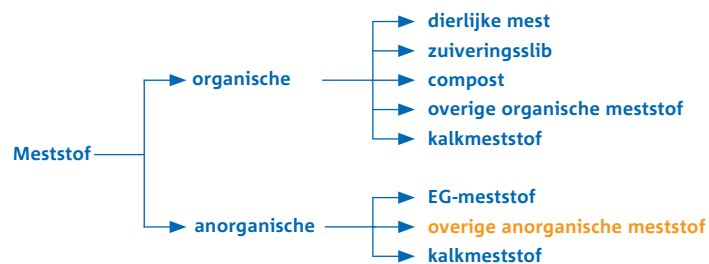 dierlijke mest
zuiveringsslib
organische
compost
overige organische meststof
kalkmeststof
Meststof
EG-meststof
anorganische
overige anorganische meststof
kalkmeststof